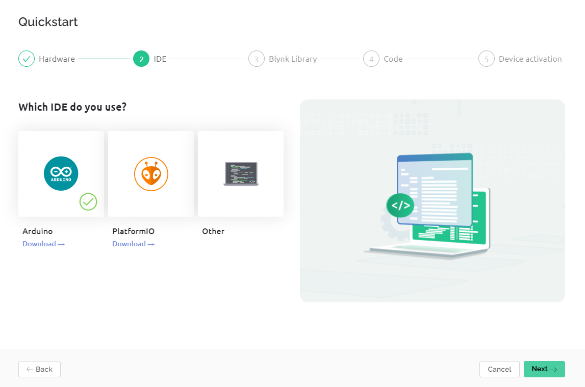 Quickstart
Hardware
2 IDE
3 Blynk Library
4 Code
5 Device activation
Which IDE do you use?
ARDUINO
Arduino
Download →
PlatformIO
Download →
Other
</>
← Back
Cancel
Next →